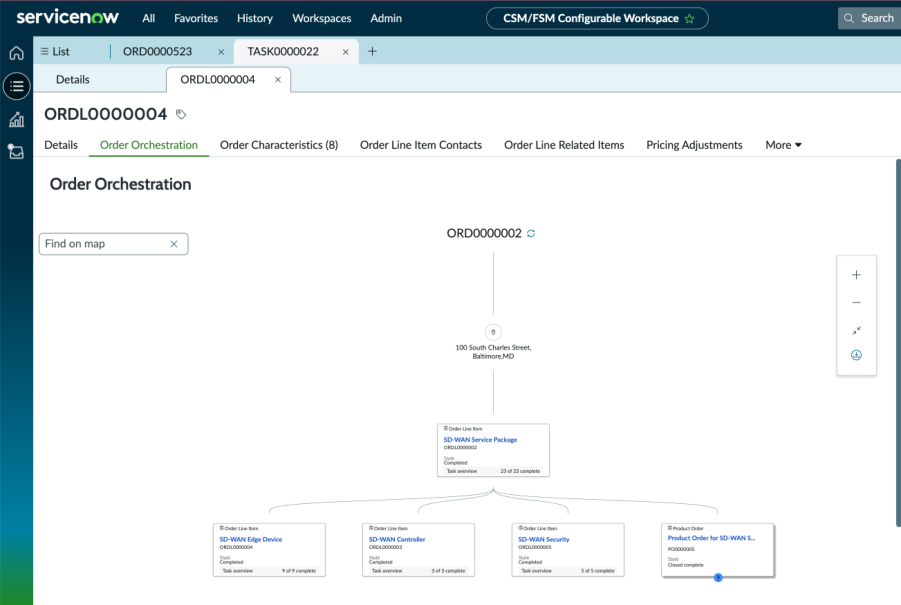 servicenow All Favorites History Workspaces Admin CSM/FSM Configurable Workspace Search
List ORD0000523 TASK0000022
Details ORDL0000004
ORDL0000004
Details Order Orchestration Order Characteristics (8) Order Line Item Contacts Order Line Related Items Pricing Adjustments More
Order Orchestration
Find on map
ORD0000002
100 South Charles Street,
Baltimore,MD
Order Line Item
SD-WAN Service Package
ORDL0000002
State
Completed
Task overview 23 of 23 complete
Order Line Item
SD-WAN Edge Device
ORDL0000004
State
Completed
Task overview 9 of 9 complete
Order Line Item
SD-WAN Controller
ORDL0000003
State
Completed
Task overview 3 of 3 complete
Order Line Item
SD-WAN Security
ORDL0000005
State
Completed
Task overview 5 of 5 complete
Product Order
Product Order for SD-WAN S...
PO0000005
State
Closed complete